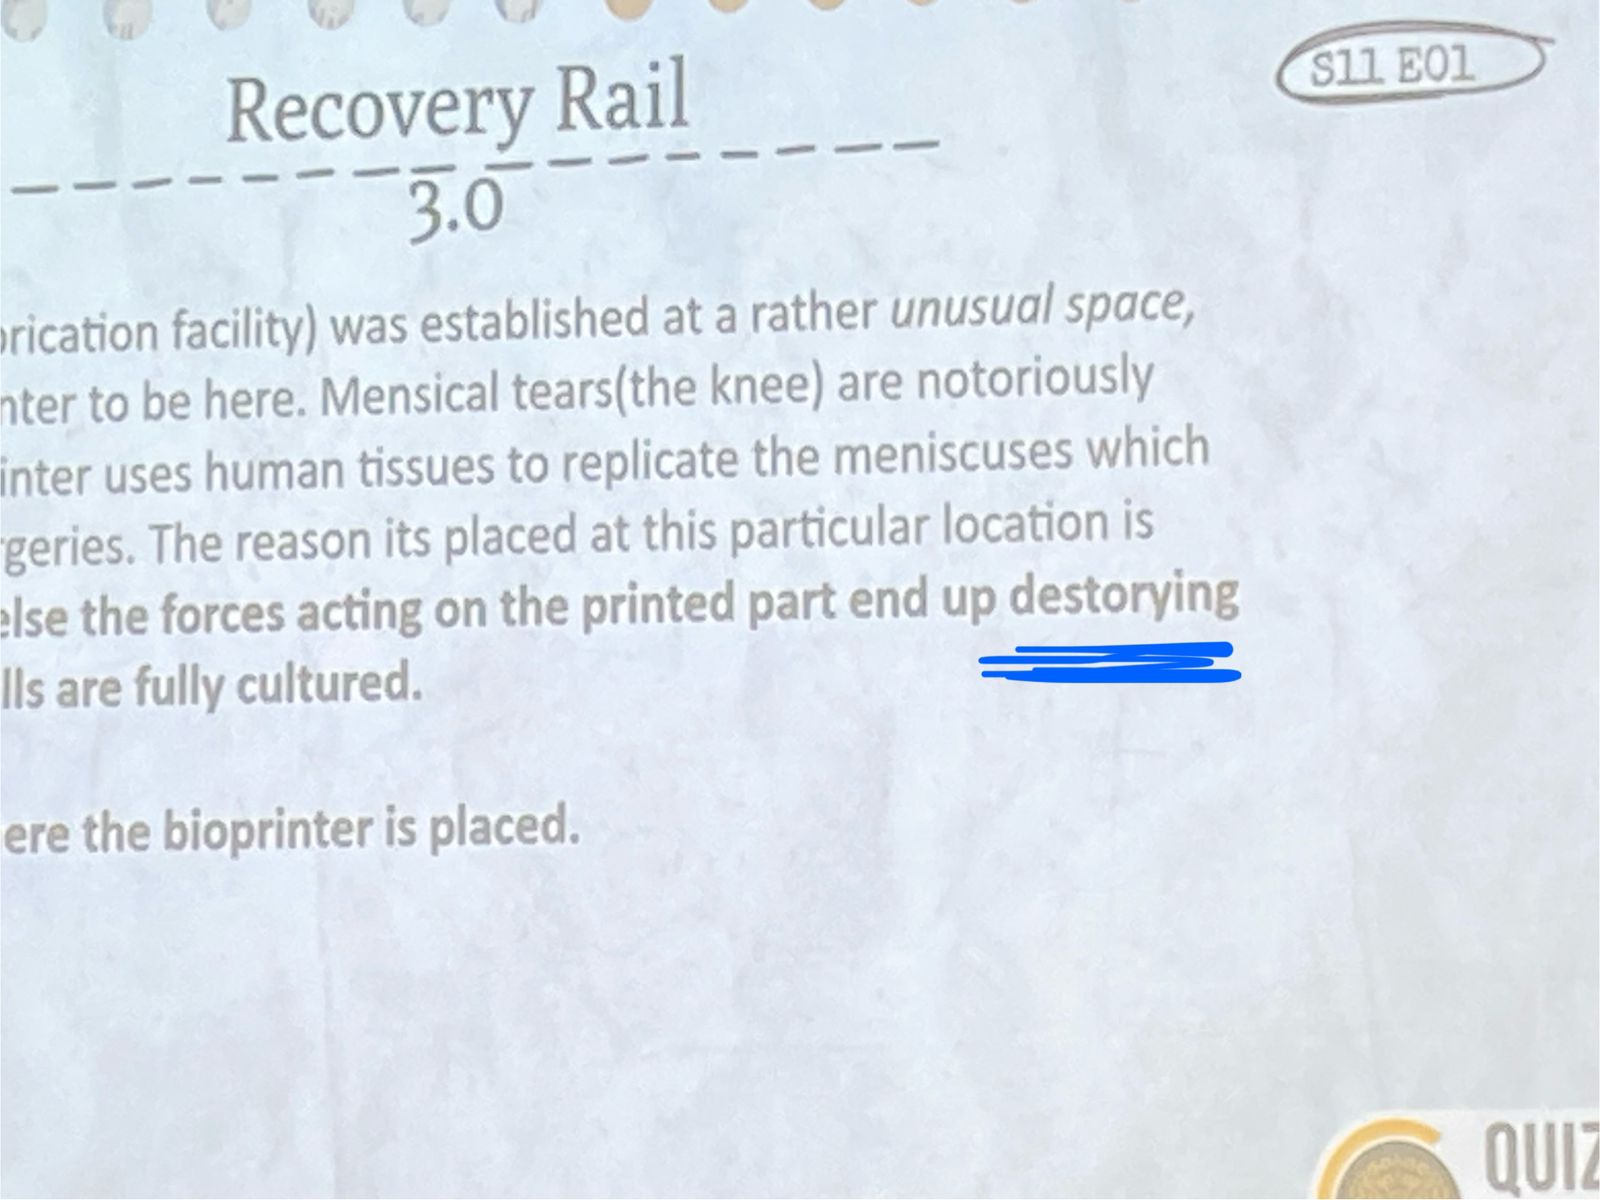 Recovery Rail
S11 E01
3.0
brication facility) was established at a rather unusual space,
nter to be here. Mensical tears(the knee) are notoriously
inter uses human tissues to replicate the meniscuses which
rgeries. The reason its placed at this particular location is
else the forces acting on the printed part end up destorying
lls are fully cultured.
ere the bioprinter is placed.
QUIZ